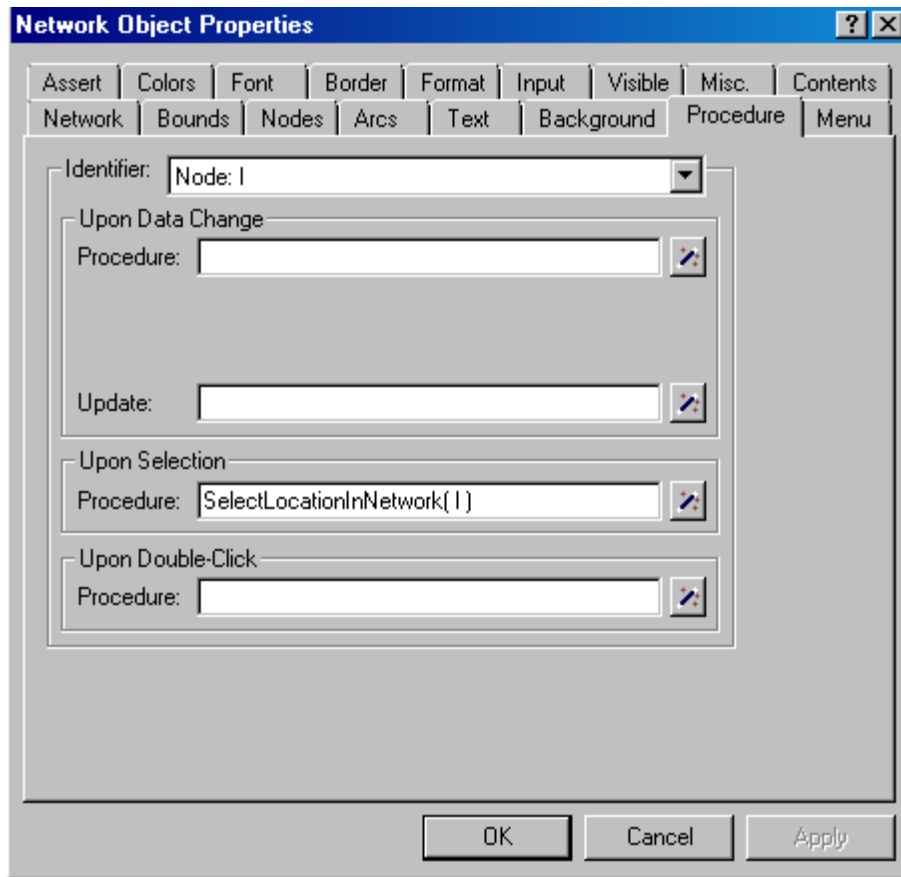 Network Object Properties
Assert Colors Font Border Format Input Visible Misc. Contents
Network Bounds Nodes Arcs Text Background Procedure Menu
Identifier: Node: I
Upon Data Change
Procedure:
Update:
Upon Selection
Procedure: SelectLocationInNetwork( I )
Upon Double-Click
Procedure:
OK Cancel Apply